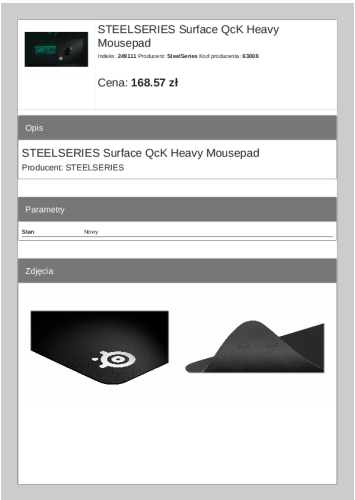 STEELSERIES Surface QcK Heavy
Mousepad
Indeks: 249111 Producent: SteelSeries Kod producenta: 63008
Cena: 168.57 zł
Opis
STEELSERIES Surface QcK Heavy Mousepad
Producent: STEELSERIES
Parametry
Stan Nowy
Zdjęcia